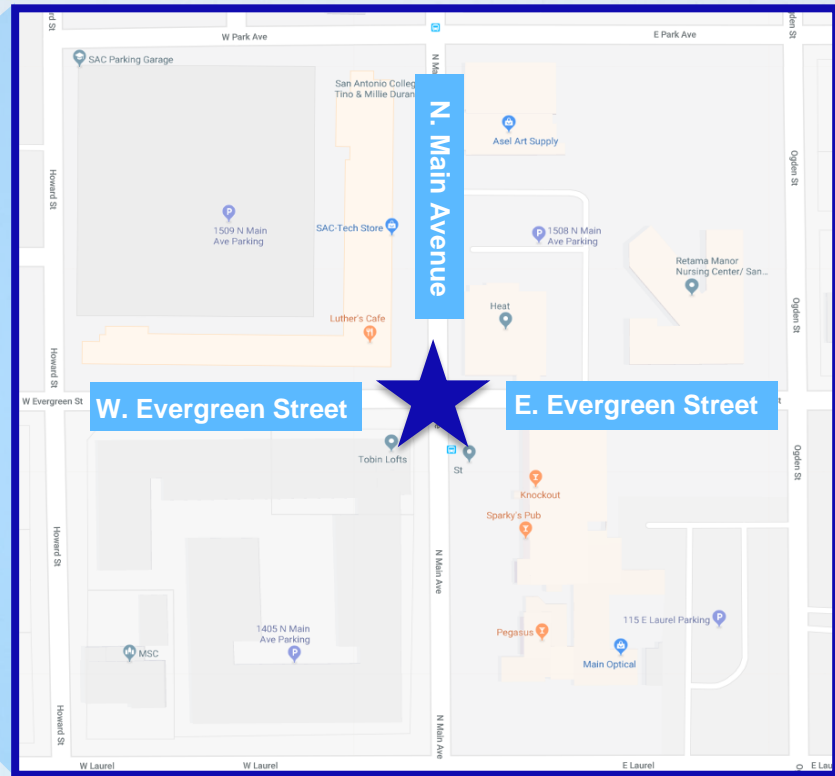 W Park Ave
E Park Ave
SAC Parking Garage
San Antonio Colleg
Tino & Millie Duran
N. Main Avenue
Asel Art Supply
Howard St
Ogden St
1509 N Main
Ave Parking
SAC-Tech Store
1508 N Main
Ave Parking
Retama Manor
Nursing Center/ San...
Heat
Ogden St
Luther's Cafe
Howard St
W Evergreen St
W. Evergreen Street
E. Evergreen Street
Tobin Lofts
St
Ogden St
Knockout
Sparky's Pub
Howard St
N Main Ave
1405 N Main
Ave Parking
115 E Laurel Parking
Pegasus
MSC
Main Optical
Howard St
N Main Ave
W Laurel
W Laurel
E Laurel